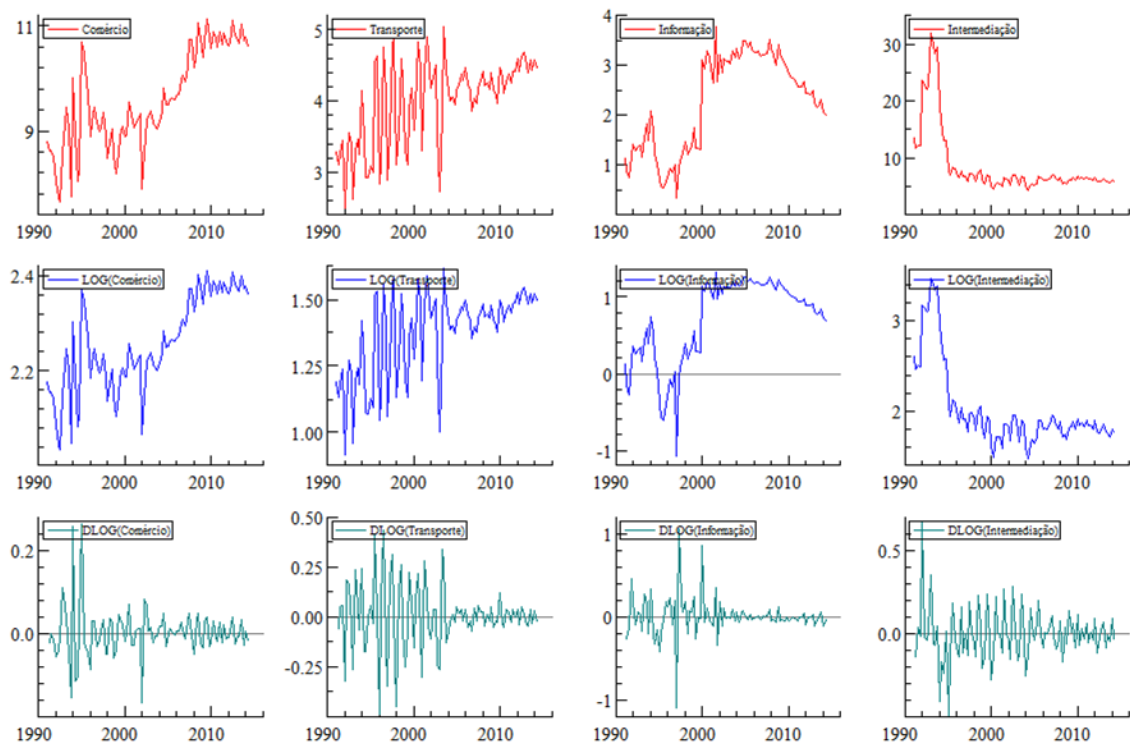 Comércio
11
9
1990 2000 2010
Transporte
5
4
3
1990 2000 2010
Informação
4
3
2
1
1990 2000 2010
Intermediação
30
20
10
1990 2000 2010
LOG(Comércio)
2.4
2.2
1990 2000 2010
LOG(Transporte)
1.50
1.25
1.00
1990 2000 2010
LOG(Informação)
1
0
-1
1990 2000 2010
LOG(Intermediação)
3
2
1990 2000 2010
DLOG(Comércio)
0.2
0.0
1990 2000 2010
DLOG(Transporte)
0.50
0.25
0.00
-0.25
1990 2000 2010
DLOG(Informação)
1
0
-1
1990 2000 2010
DLOG(Intermediação)
0.5
0.0
1990 2000 2010